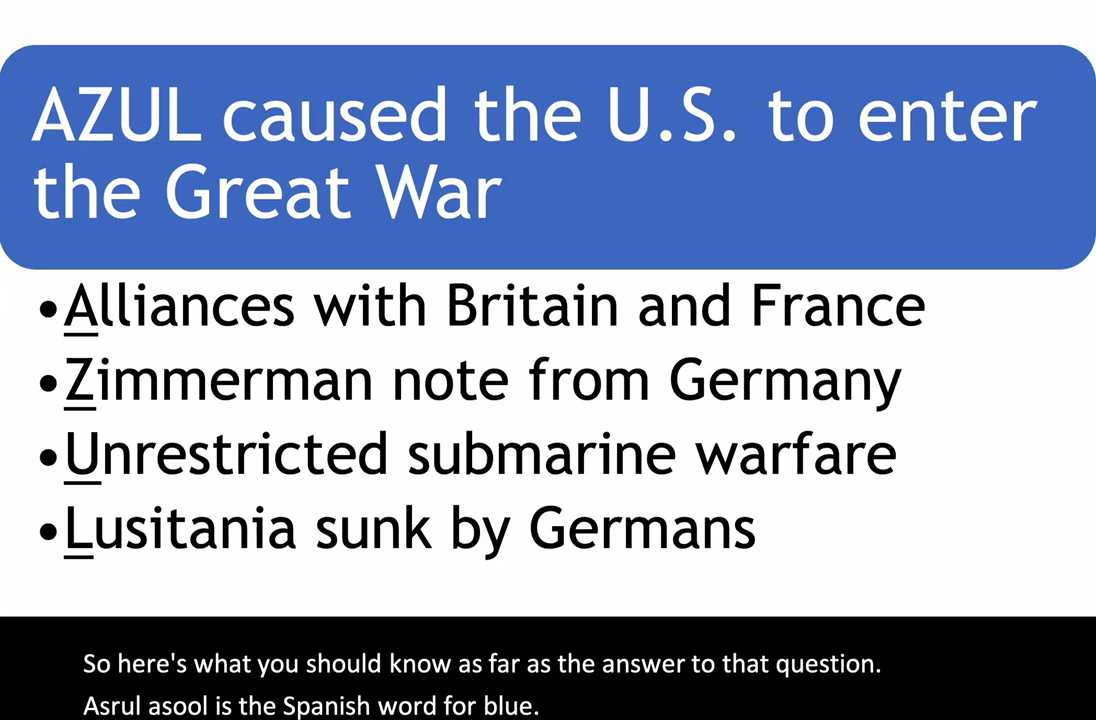 AZUL caused the U.S. to enter
the Great War
•Alliances with Britain and France
•Zimmerman note from Germany
•Unrestricted submarine warfare
•Lusitania sunk by Germans
So here's what you should know as far as the answer to that question.
Asrul asool is the Spanish word for blue.